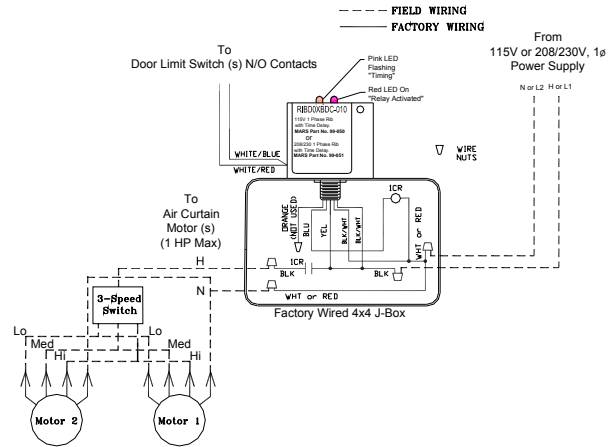 FIELD WIRING
FACTORY WIRING
To
Door Limit Switch (s) N/O Contacts
Pink LED
Flashing
"Timing"
Red LED On
"Relay Activated"
From
115V or 208/230V, 1ø
Power Supply
N or L2 H or L1
RIBD0XBDC-010
115V 1 Phase Rib
with Time Delay.
MARS Part No. 99-050
or
208/230 1 Phase Rib
with Time Delay.
MARS Part No. 99-051
WHITE/BLUE
WHITE/RED
WIRE
NUTS
To
Air Curtain
Motor (s)
(1 HP Max)
ORANGE
(NOT USED)
BLU
YEL
BLK/WHT
BLK/WHT
1CR
WHT or RED
H
1CR
BLK
BLK
N
WHT or RED
Factory Wired 4x4 J-Box
3-Speed
Switch
Lo
Lo
Med
Med
Hi
Hi
Motor 2
Motor 1